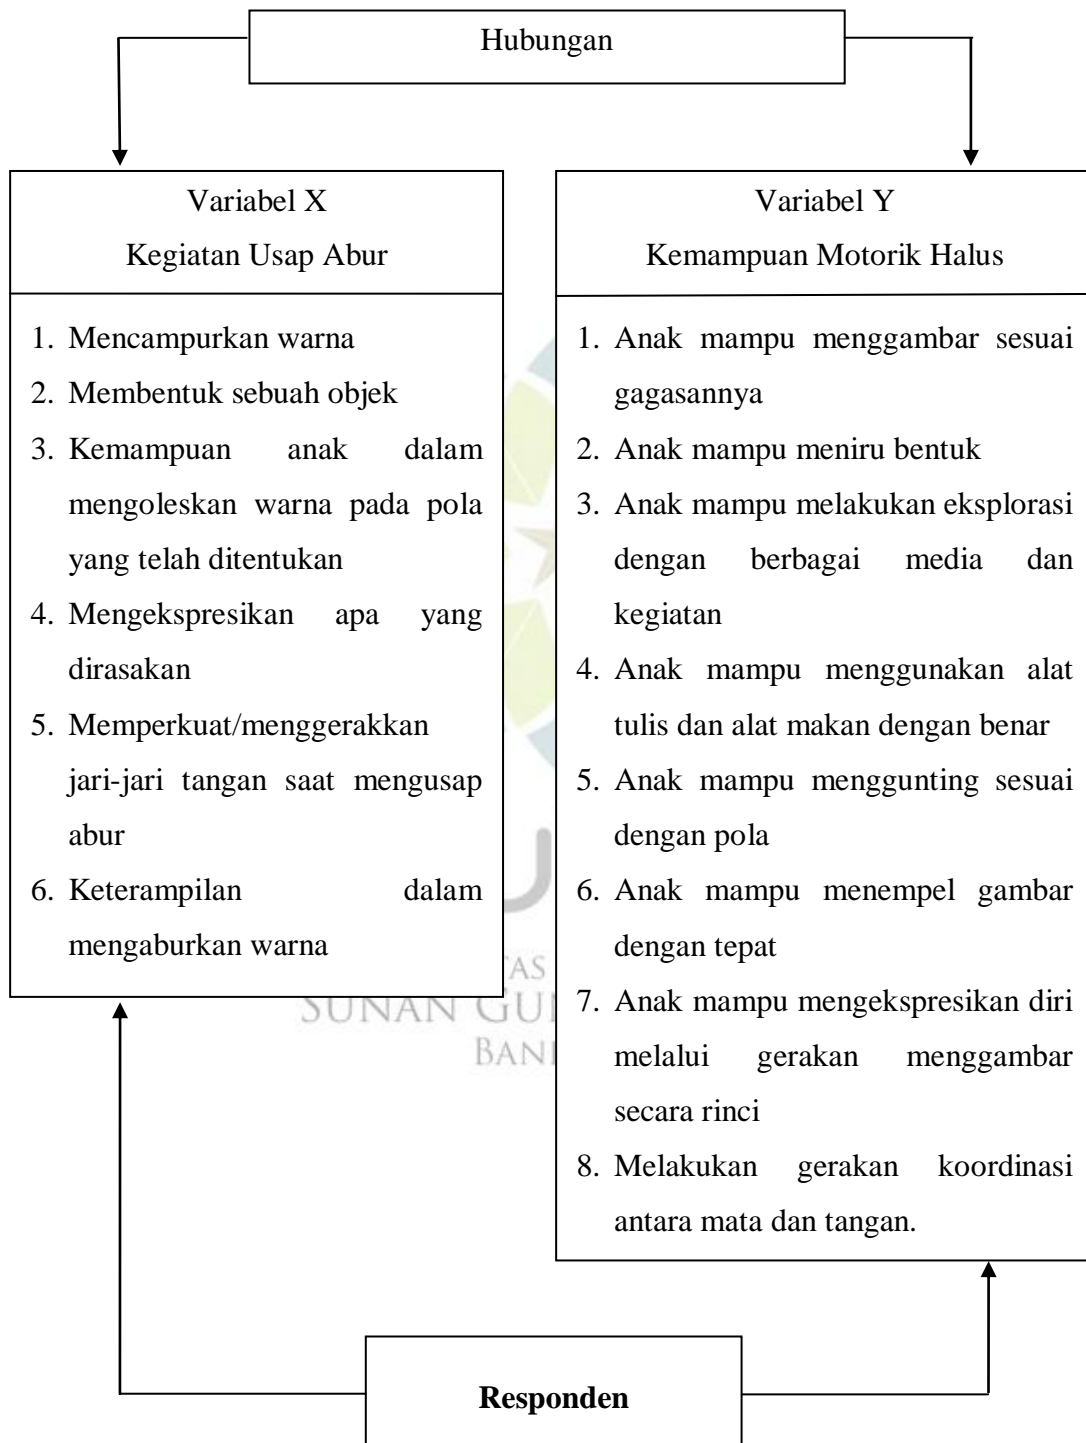 Hubungan
Variabel X
Kegiatan Usap Abur
1. Mencampurkan warna
2. Membentuk sebuah objek
3. Kemampuan anak dalam
mengoleskan warna pada pola
yang telah ditentukan
4. Mengekspresikan apa yang
dirasakan
5. Memperkuat/menggerakkan
jari-jari tangan saat mengusap
abur
6. Keterampilan dalam
mengaburkan warna
Variabel Y
Kemampuan Motorik Halus
1. Anak mampu menggambar sesuai
gagasannya
2. Anak mampu meniru bentuk
3. Anak mampu melakukan eksplorasi
dengan berbagai media dan
kegiatan
4. Anak mampu menggunakan alat
tulis dan alat makan dengan benar
5. Anak mampu menggunting sesuai
dengan pola
6. Anak mampu menempel gambar
dengan tepat
7. Anak mampu mengekspresikan diri
melalui gerakan menggambar
secara rinci
8. Melakukan gerakan koordinasi
antara mata dan tangan.
SUNAN
Responden